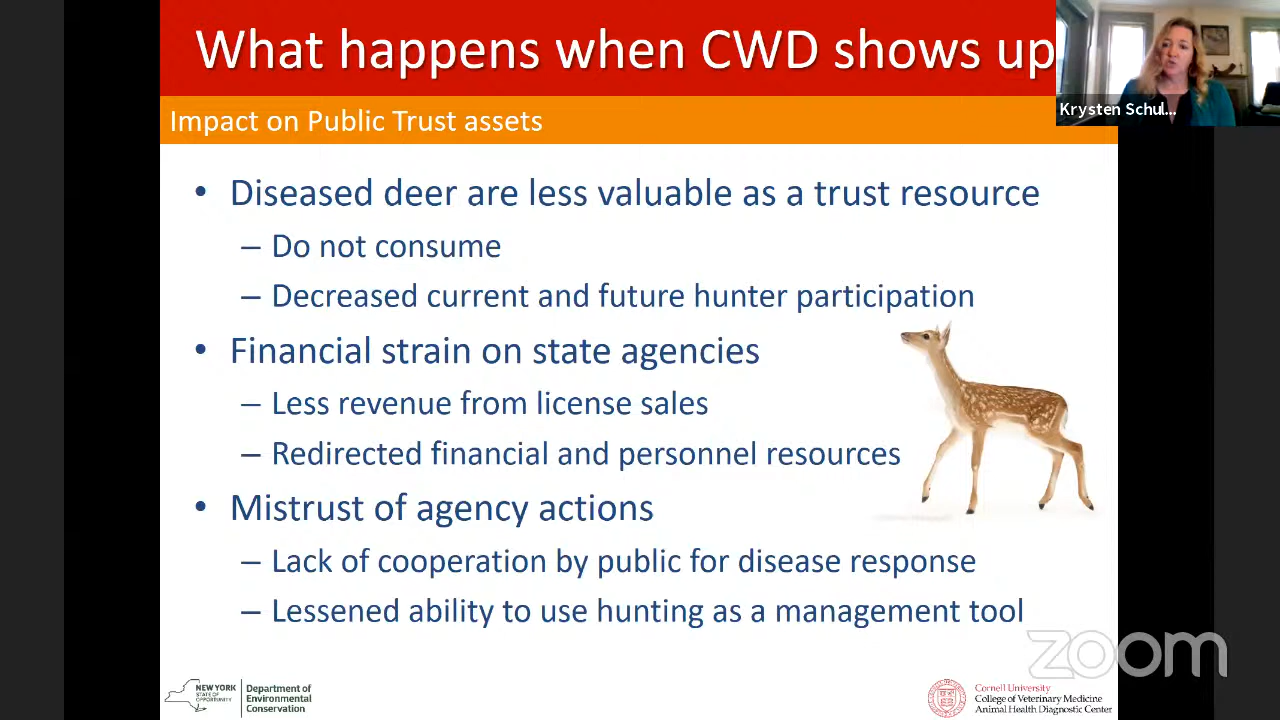 What happens when CWD shows up
Krysten Schul...
Impact on Public Trust assets
• Diseased deer are less valuable as a trust resource
– Do not consume
– Decreased current and future hunter participation
• Financial strain on state agencies
– Less revenue from license sales
– Redirected financial and personnel resources
• Mistrust of agency actions
– Lack of cooperation by public for disease response
– Lessened ability to use hunting as a management tool
zoom
NEW YORK
STATE OF
OPPORTUNITY
Department of
Environmental
Conservation
Cornell University
College of Veterinary Medicine
Animal Health Diagnostic Center